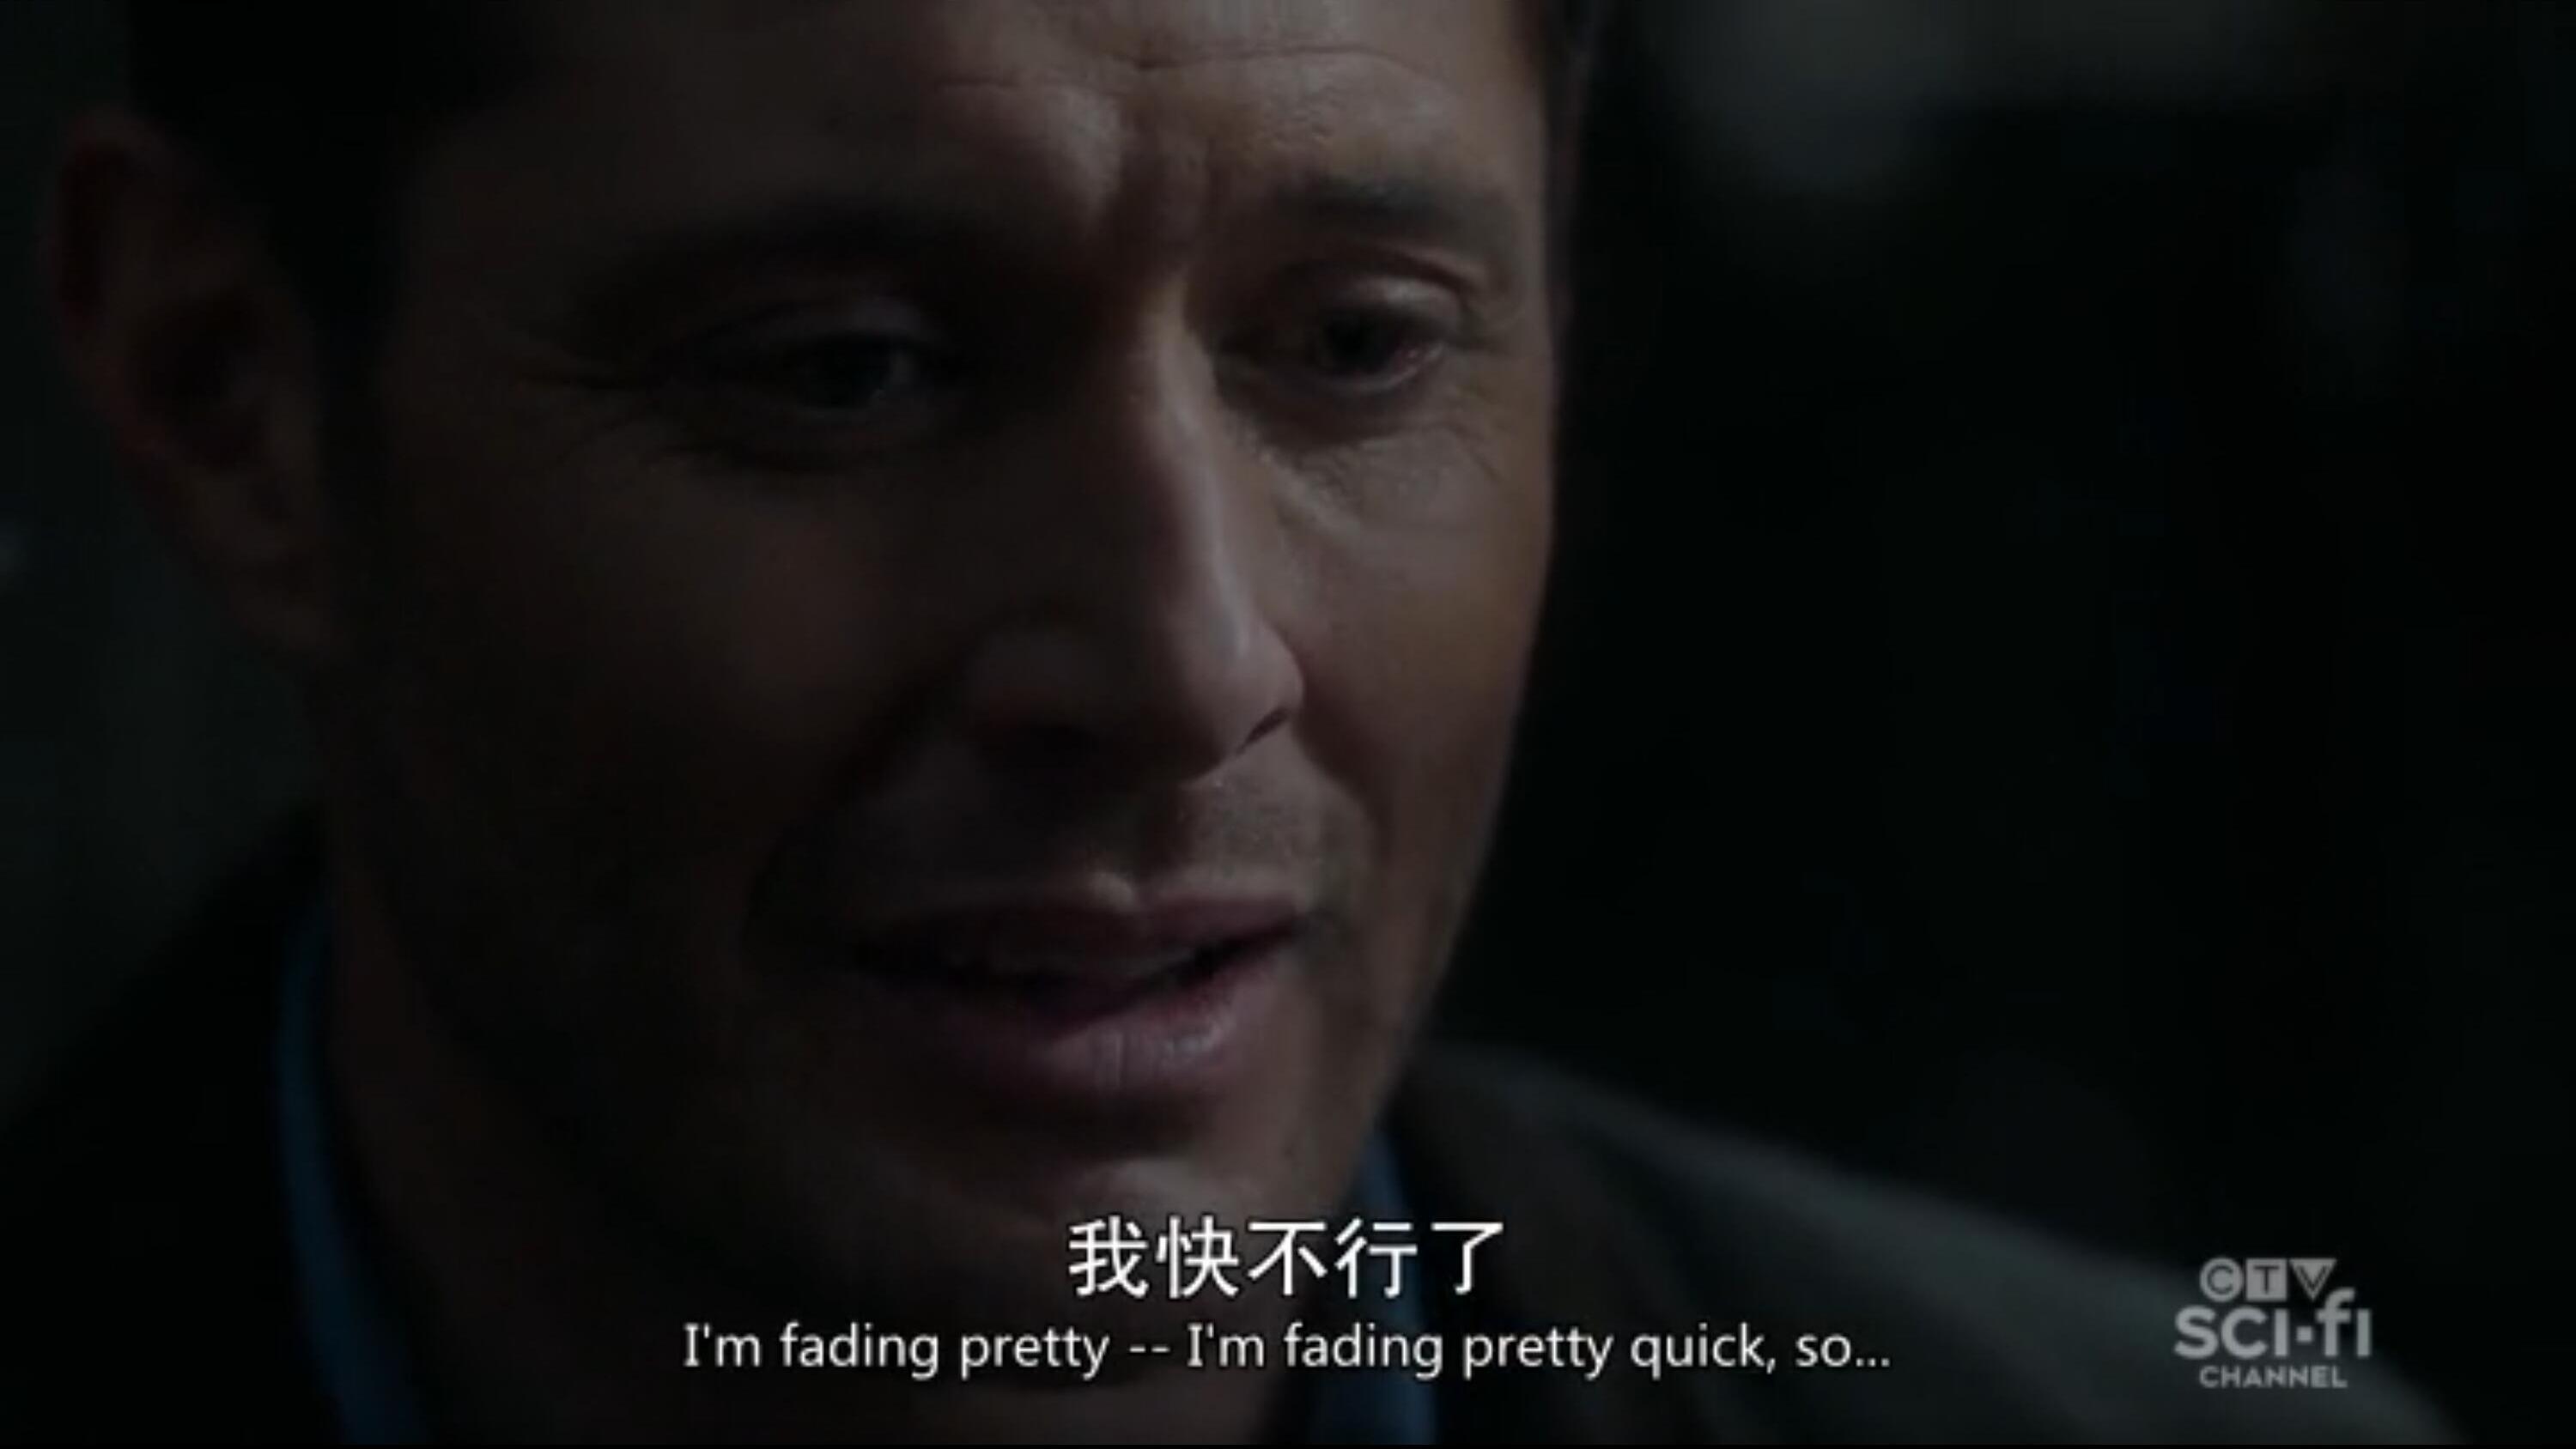 我快不行了
I'm fading pretty -- I'm fading pretty quick, so...
CTV
sci-fi
CHANNEL